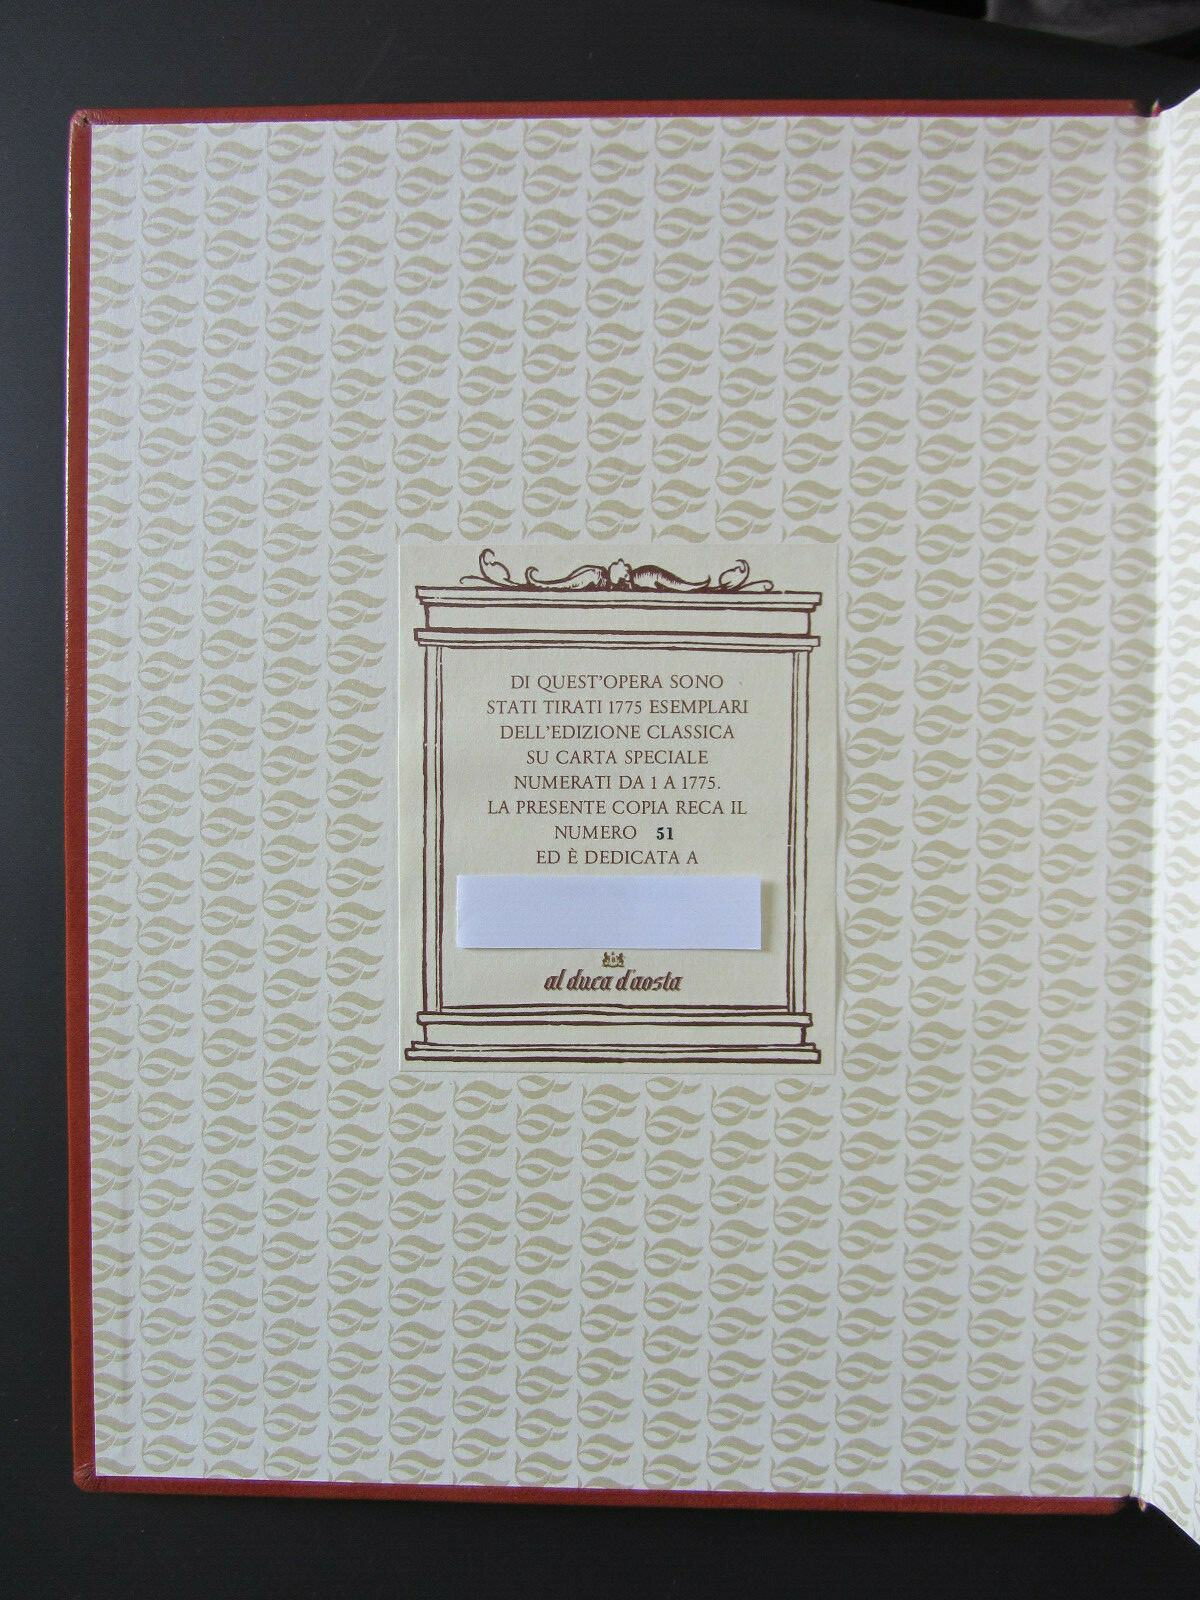 DI QUEST'OPERA SONO
STATI TIRATI 1775 ESEMPLARI
DELL'EDIZIONE CLASSICA
SU CARTA SPECIALE
NUMERATI DA 1 A 1775.
LA PRESENTE COPIA RECA IL
NUMERO 51
ED È DEDICATA A
al duca d'aosta